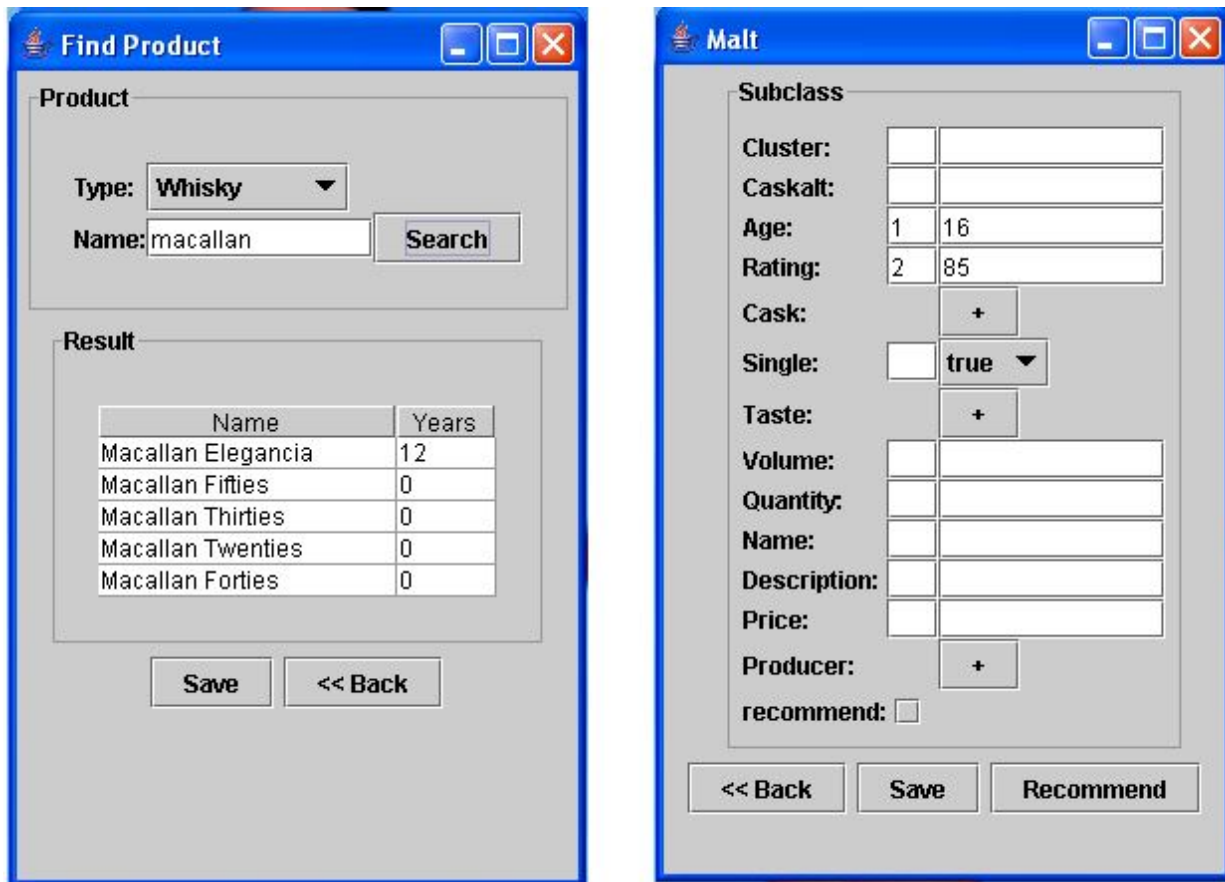 Find Product
Product
Type: Whisky
Name: macallan Search
Result
Name Years
Macallan Elegancia 12
Macallan Fifties 0
Macallan Thirties 0
Macallan Twenties 0
Macallan Forties 0
Save << Back
Malt
Subclass
Cluster:
Caskalt:
Age: 1 16
Rating: 2 85
Cask: +
Single: true
Taste: +
Volume:
Quantity:
Name:
Description:
Price:
Producer: +
recommend:
<< Back Save Recommend